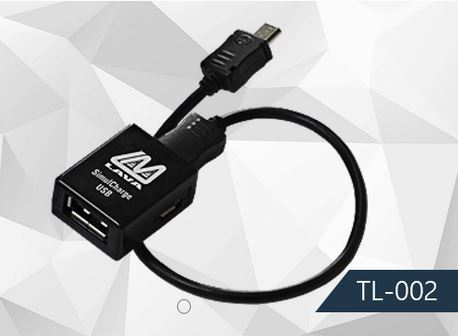 LAVA
SimulCharge
USB
TL-002